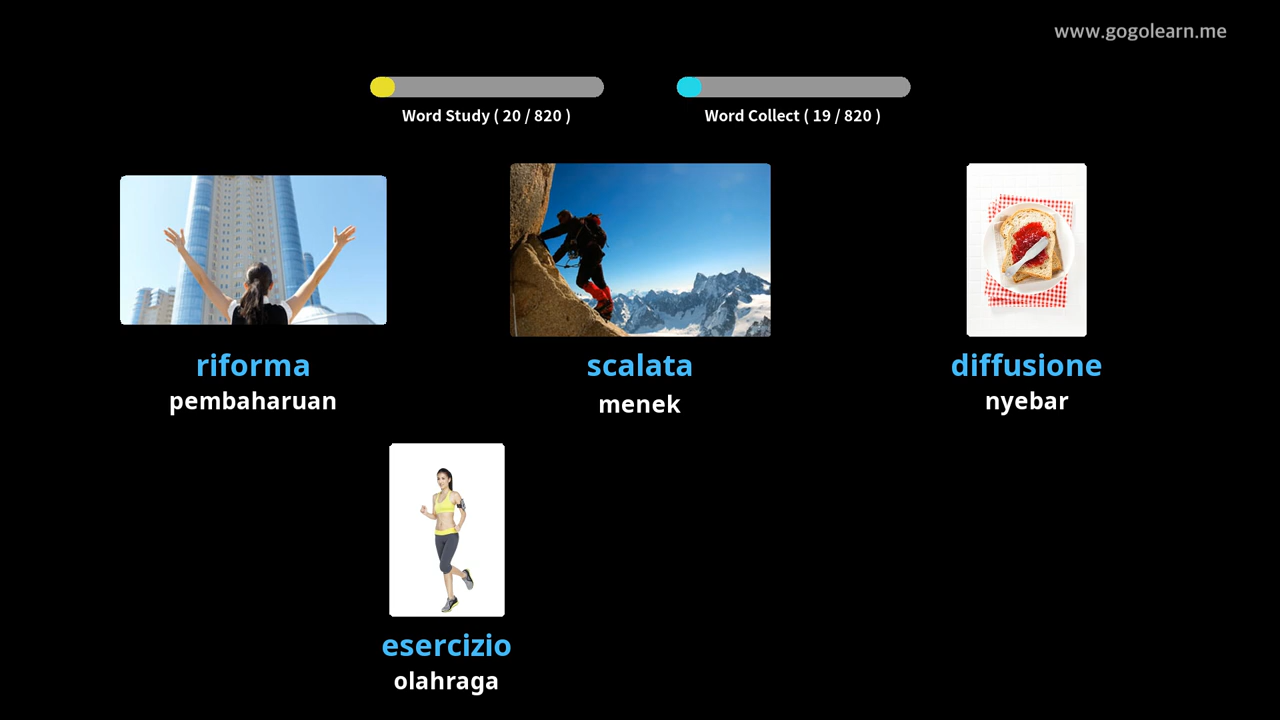 www.gogolearn.me
Word Study ( 20 / 820 )
Word Collect ( 19 / 820 )
riforma
pembaharuan
scalata
menek
diffusione
nyebar
esercizio
olahraga